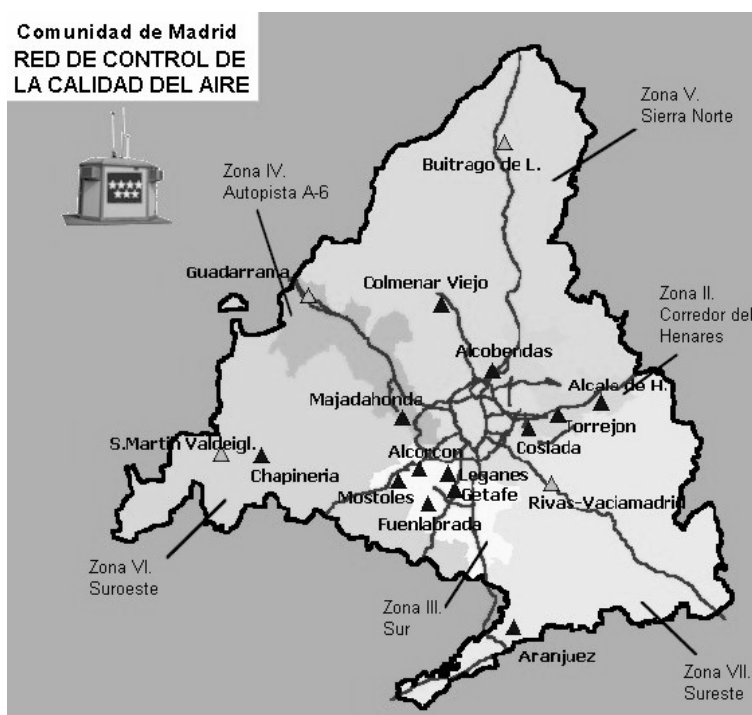 Comunidad de Madrid
RED DE CONTROL DE
LA CALIDAD DEL AIRE
Zona V.
Sierra Norte
Buitrago de L.
Zona IV.
Autopista A-6
Guadarrama
Colmenar Viejo
Zona II.
Corredor del
Henares
Alcobendas
Alcala de H.
Majadahonda
Torrejon
Coslada
S.Martin Valdeigl.
Chapineria
Alcorcon
Leganes
Mostoles
Getafe
Rivas-Vaciamadrid
Fuenlabrada
Zona VI.
Suroeste
Zona III.
Sur
Aranjuez
Zona VII.
Sureste